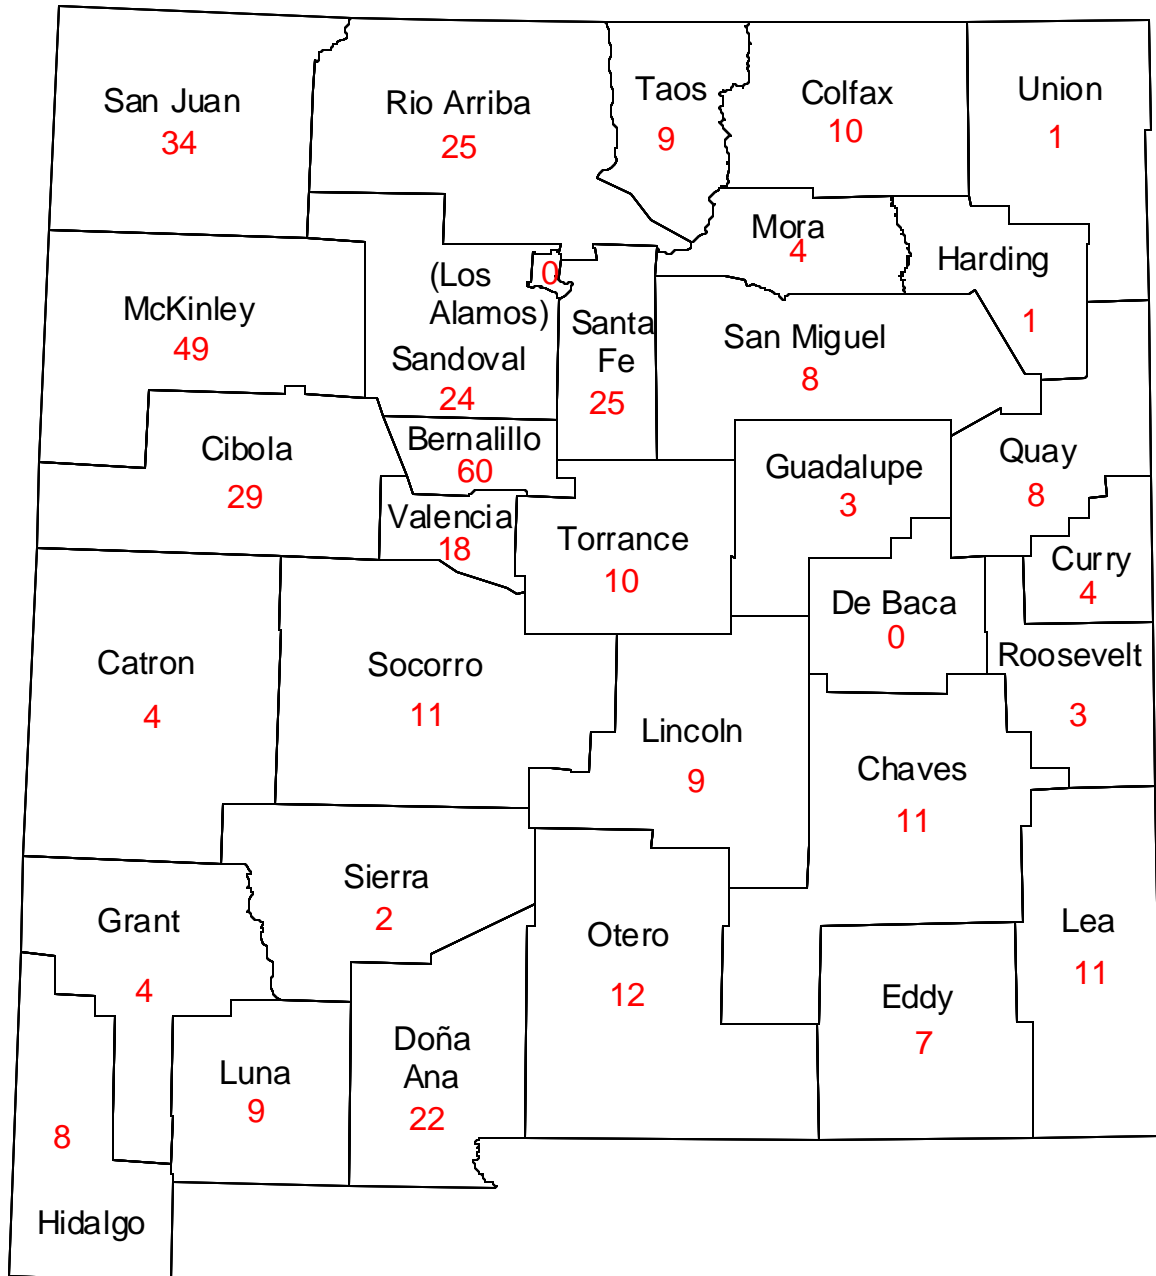 San Juan
34
Rio Arriba
25
Taos
9
Colfax
10
Union
1
Mora
4
Harding
1
McKinley
49
(Los
Alamos)
0
Sandoval
24
Santa
Fe
25
San Miguel
8
Cibola
29
Bernalillo
60
Valencia
18
Torrance
10
Guadalupe
3
Quay
8
Curry
4
De Baca
0
Roosevelt
3
Catron
4
Socorro
11
Lincoln
9
Chaves
11
Sierra
2
Grant
4
Otero
12
Lea
11
Eddy
7
Doña
Ana
22
Luna
9
8
Hidalgo